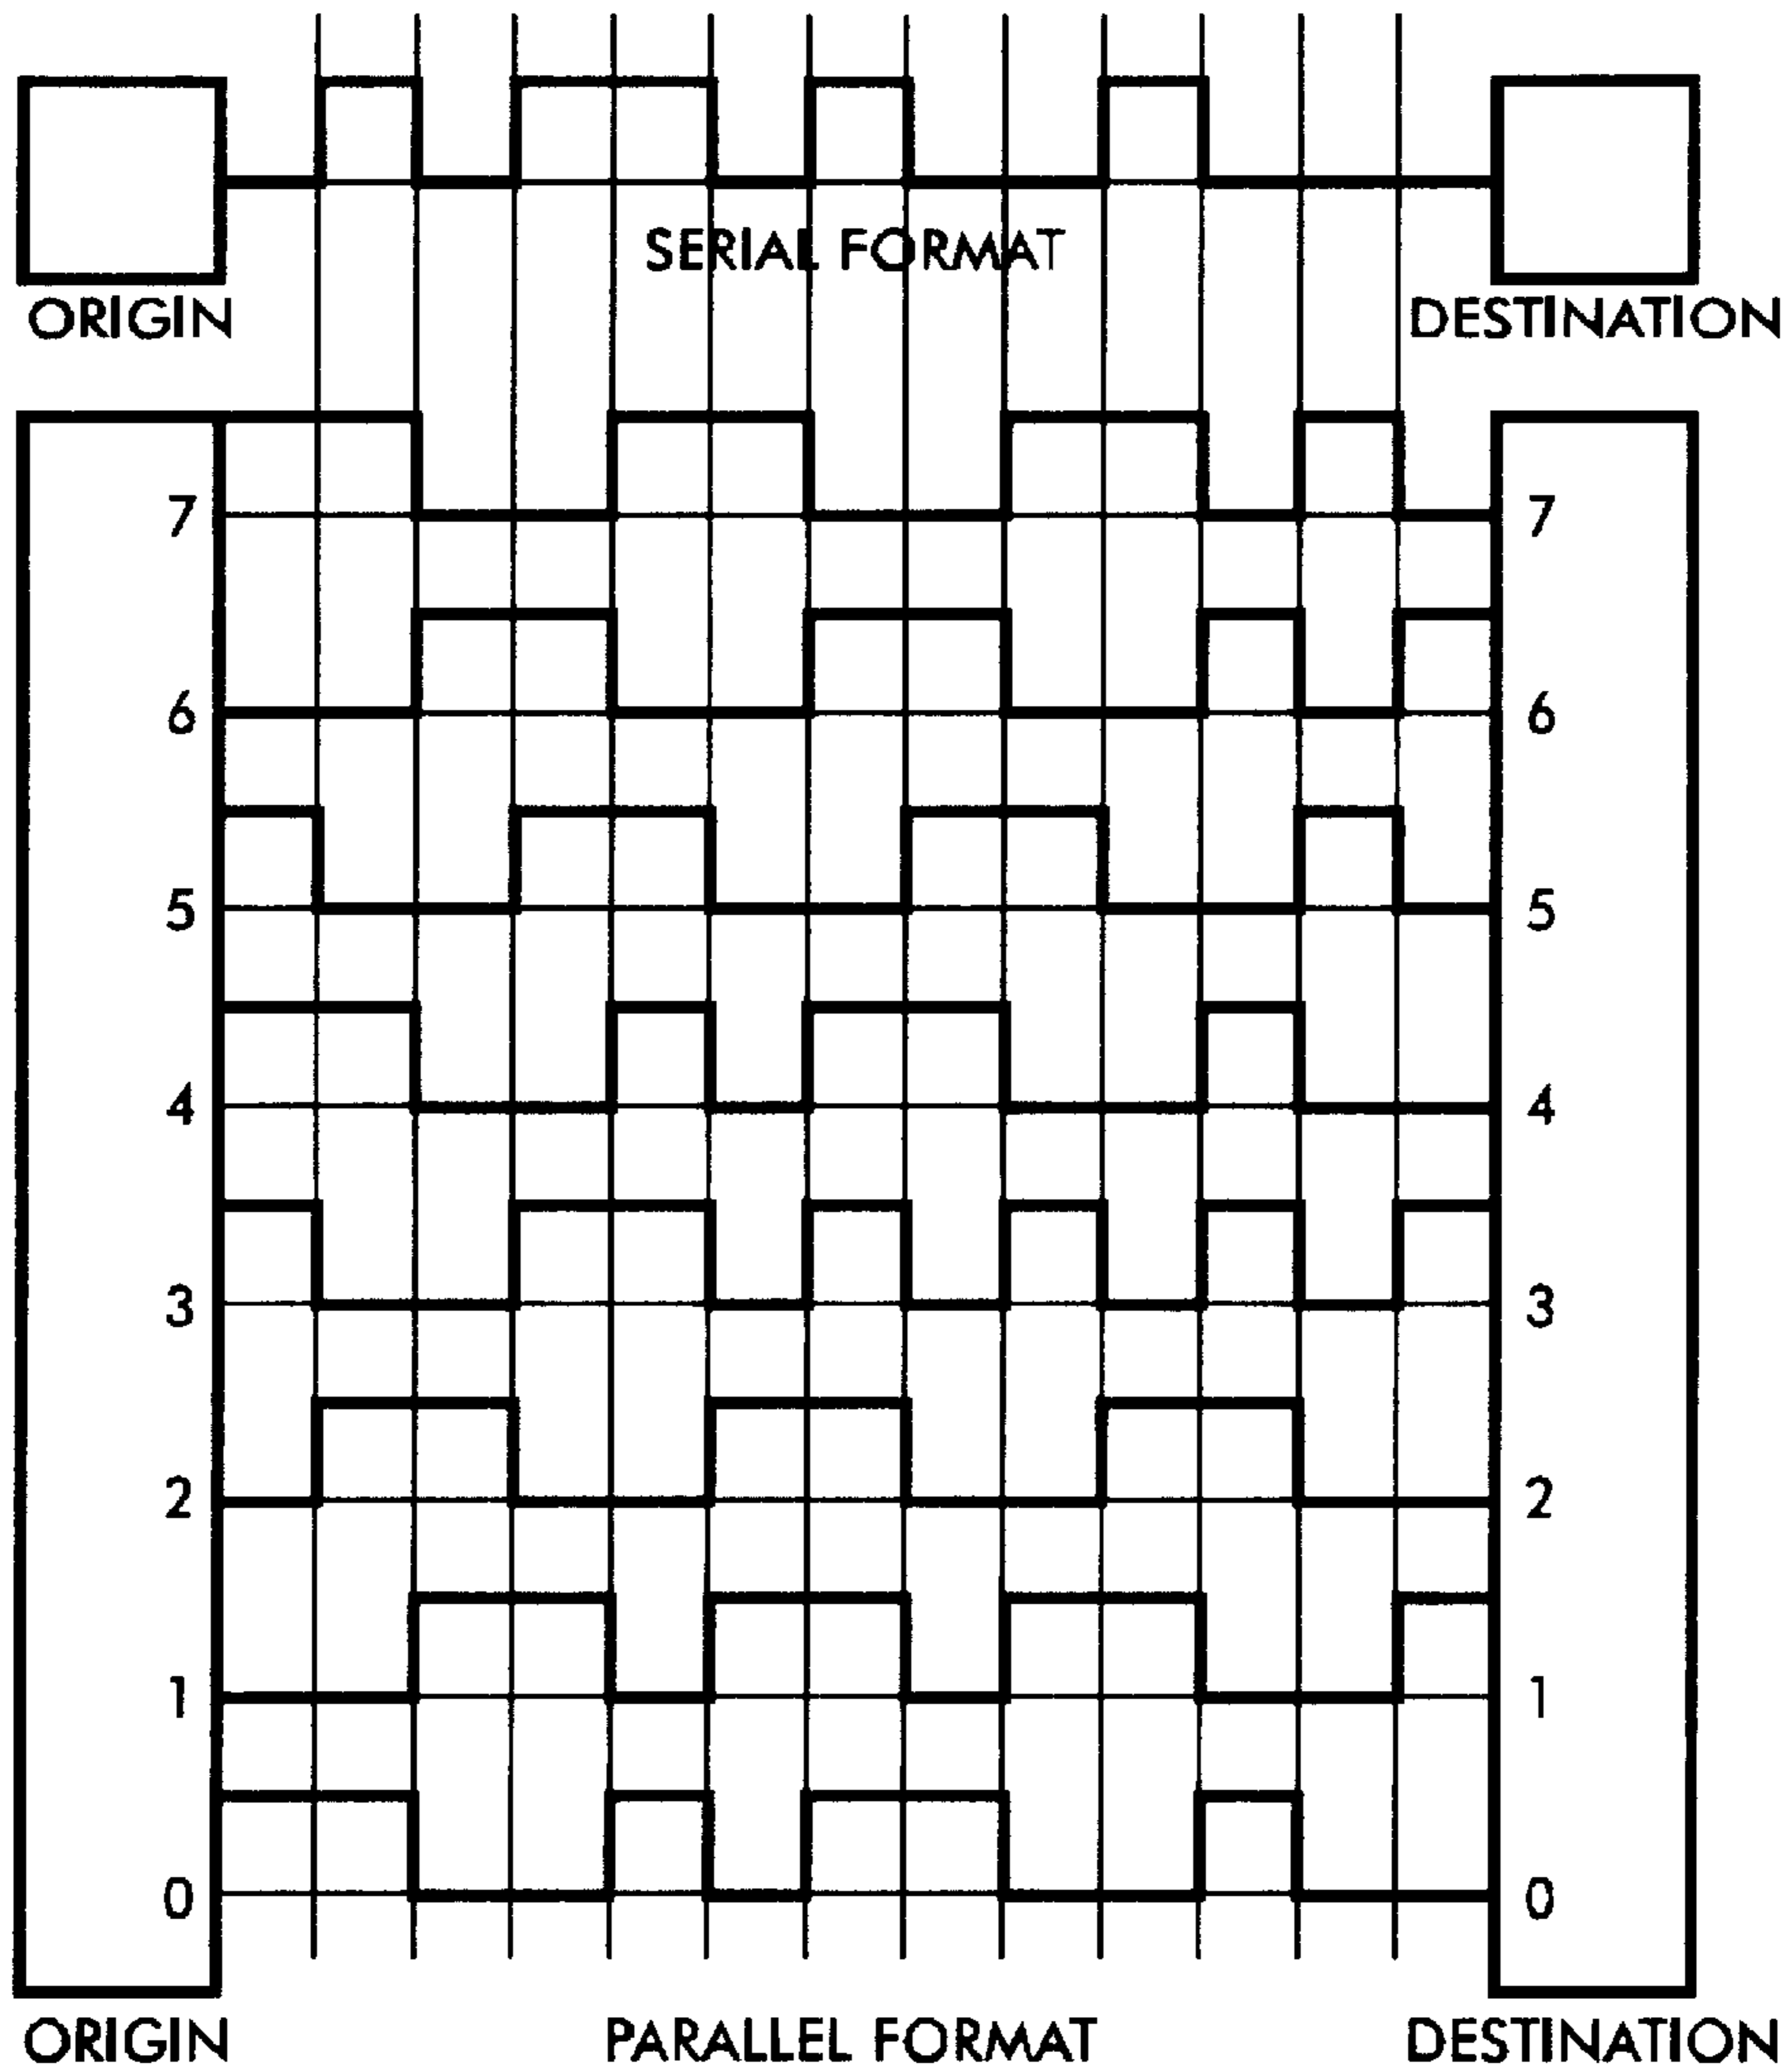 SERIAL FORMAT
ORIGIN DESTINATION
7 7
6 6
5 5
4 4
3 3
2 2
1 1
0 0
ORIGIN PARALLEL FORMAT DESTINATION